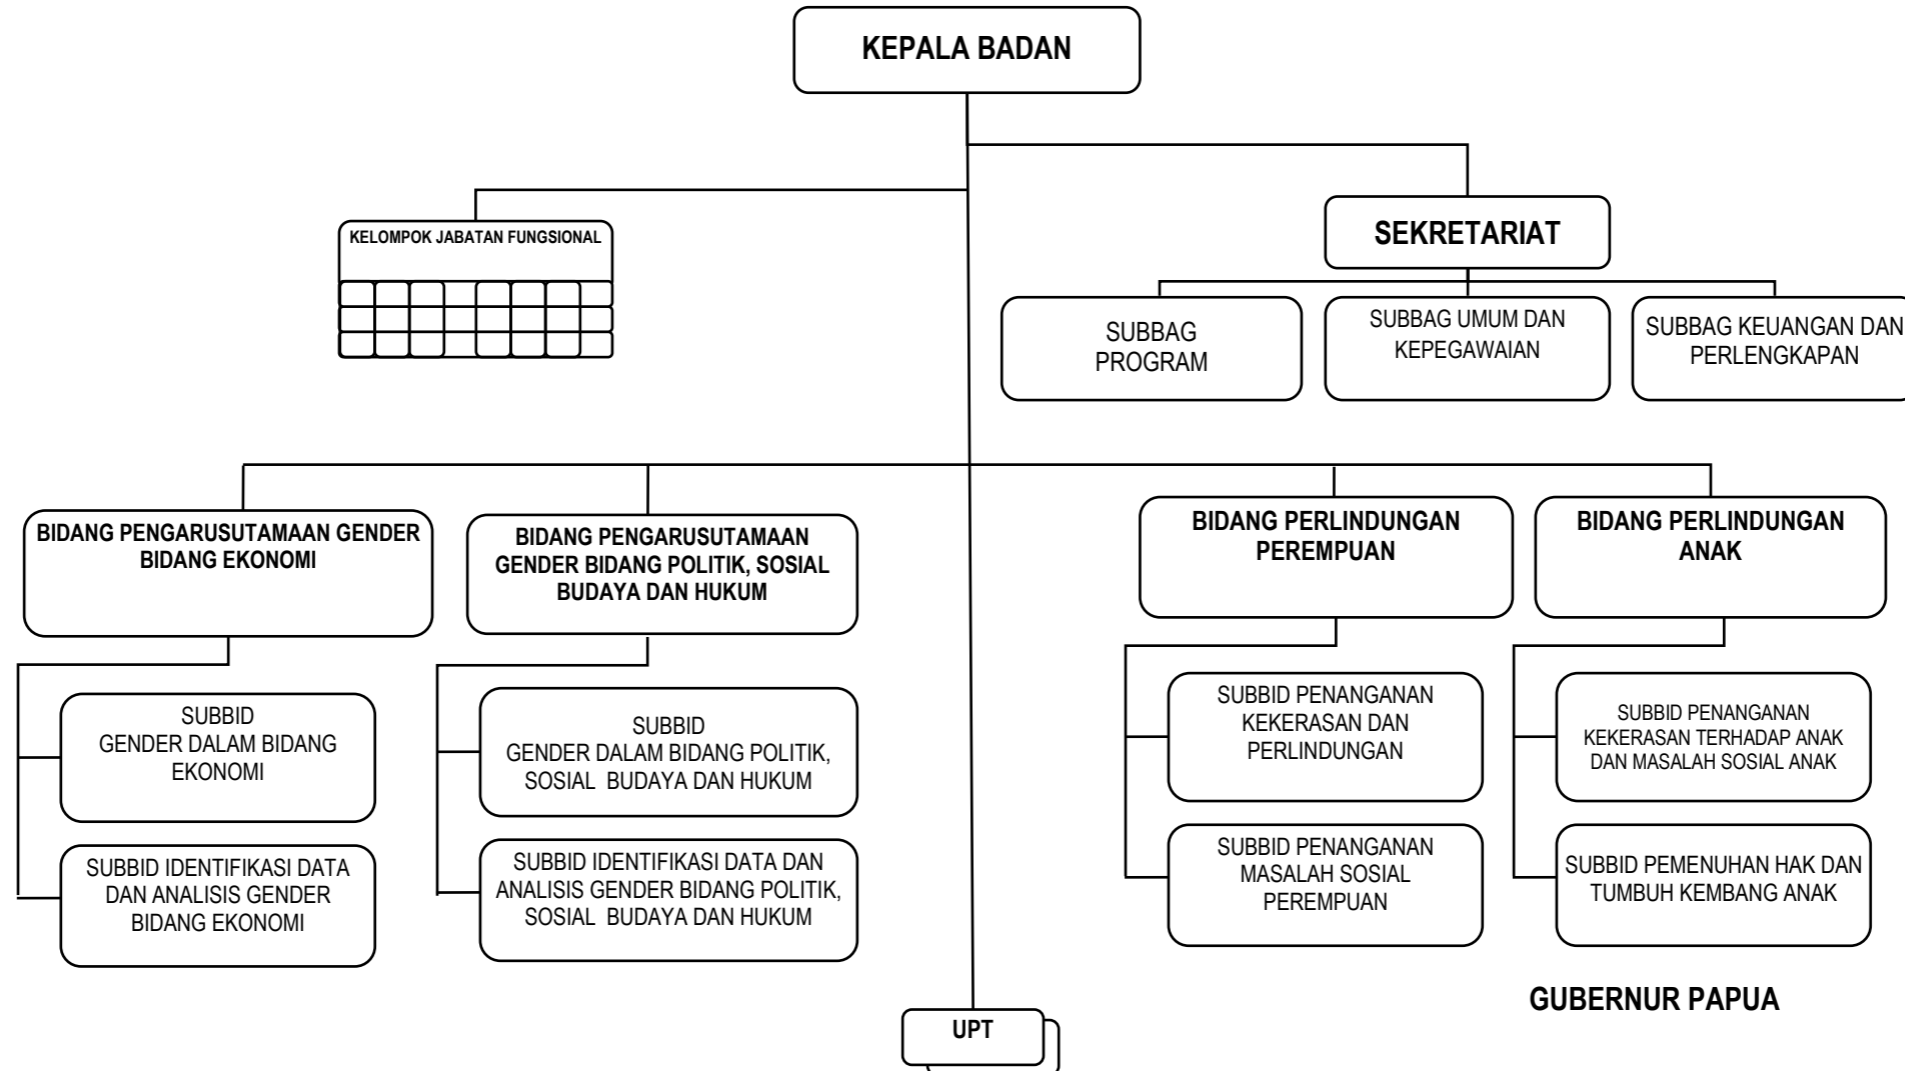 KEPALA BADAN
KELOMPOK JABATAN FUNGSIONAL
SEKRETARIAT
SUBBAG
PROGRAM
SUBBAG UMUM DAN
KEPEGAWAIAN
SUBBAG KEUANGAN DAN
PERLENGKAPAN
BIDANG PENGARUSUTAMAAN GENDER
BIDANG EKONOMI
BIDANG PENGARUSUTAMAAN
GENDER BIDANG POLITIK, SOSIAL
BUDAYA DAN HUKUM
BIDANG PERLINDUNGAN
PEREMPUAN
BIDANG PERLINDUNGAN
ANAK
SUBBID
GENDER DALAM BIDANG
EKONOMI
SUBBID
GENDER DALAM BIDANG POLITIK,
SOSIAL BUDAYA DAN HUKUM
SUBBID PENANGANAN
KEKERASAN DAN
PERLINDUNGAN
SUBBID PENANGANAN
KEKERASAN TERHADAP ANAK
DAN MASALAH SOSIAL ANAK
SUBBID IDENTIFIKASI DATA
DAN ANALISIS GENDER
BIDANG EKONOMI
SUBBID IDENTIFIKASI DATA DAN
ANALISIS GENDER BIDANG POLITIK,
SOSIAL BUDAYA DAN HUKUM
SUBBID PENANGANAN
MASALAH SOSIAL
PEREMPUAN
SUBBID PEMENUHAN HAK DAN
TUMBUH KEMBANG ANAK
GUBERNUR PAPUA
UPT